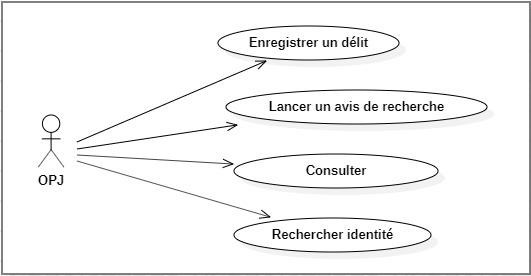 Enregistrer un délit
Lancer un avis de recherche
Consulter
OPJ
Rechercher identité